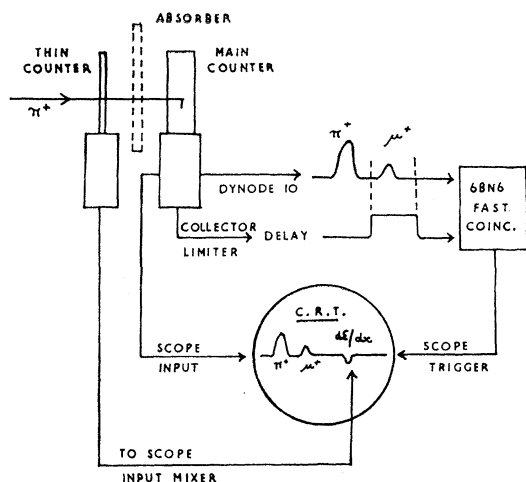 ABSORBER
THIN
COUNTER
MAIN
COUNTER
π+
π+
μ+
DYNODE 10
6BN6
FAST
COINC.
COLLECTOR
LIMITER
DELAY
C.R.T.
dE/dx
π+
μ+
SCOPE
INPUT
SCOPE
TRIGGER
TO SCOPE
INPUT MIXER